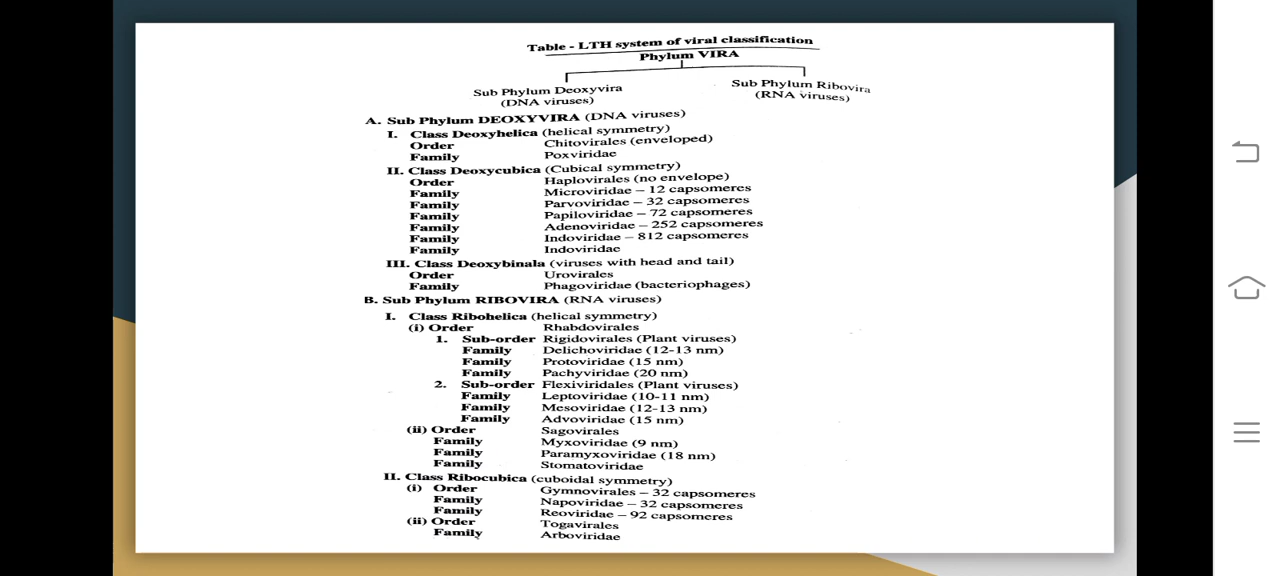 Table - LTH system of viral classification
Phylum VIRA
Sub Phylum Deoxyvira
(DNA viruses)
Sub Phylum Ribovira
(RNA viruses)
A. Sub Phylum DEOXYVIRA (DNA viruses)
I. Class Deoxyhelica (helical symmetry)
Order Chitovirales (enveloped)
Family Poxviridae
II. Class Deoxycubica (Cubical symmetry)
Order Haplovirales (no envelope)
Family Microviridae – 12 capsomeres
Family Parvoviridae – 32 capsomeres
Family Papiloviridae – 72 capsomeres
Family Adenoviridae – 252 capsomeres
Family Indoviridae – 812 capsomeres
Family Indoviridae
III. Class Deoxybinala (viruses with head and tail)
Order Urovirales
Family Phagoviridae (bacteriophages)
B. Sub Phylum RIBOVIRA (RNA viruses)
I. Class Ribohelica (helical symmetry)
(i) Order Rhabdovirales
1. Sub-order Rigidovirales (Plant viruses)
Family Delichoviridae (12-13 nm)
Family Protoviridae (15 nm)
Family Pachyviridae (20 nm)
2. Sub-order Flexiviridales (Plant viruses)
Family Leptoviridae (10-11 nm)
Family Mesoviridae (12-13 nm)
Family Advoviridae (15 nm)
(ii) Order Sagovirales
Family Myxoviridae (9 nm)
Family Paramyxoviridae (18 nm)
Family Stomatoviridae
II. Class Ribocubica (cuboidal symmetry)
(i) Order Gymnovirales – 32 capsomeres
Family Napoviridae – 32 capsomeres
Family Reoviridae – 92 capsomeres
(ii) Order Togavirales
Family Arboviridae